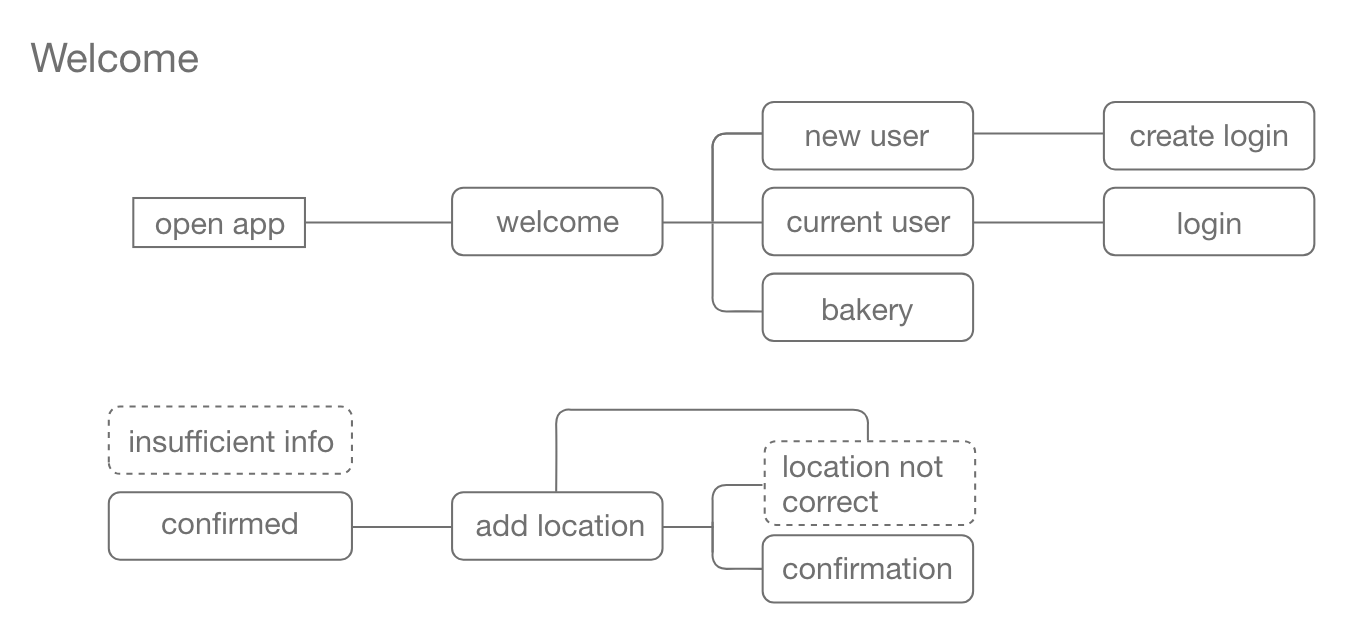 Welcome
new user
create login
open app
welcome
current user
login
bakery
insufficient info
location not
correct
confirmed
add location
confirmation